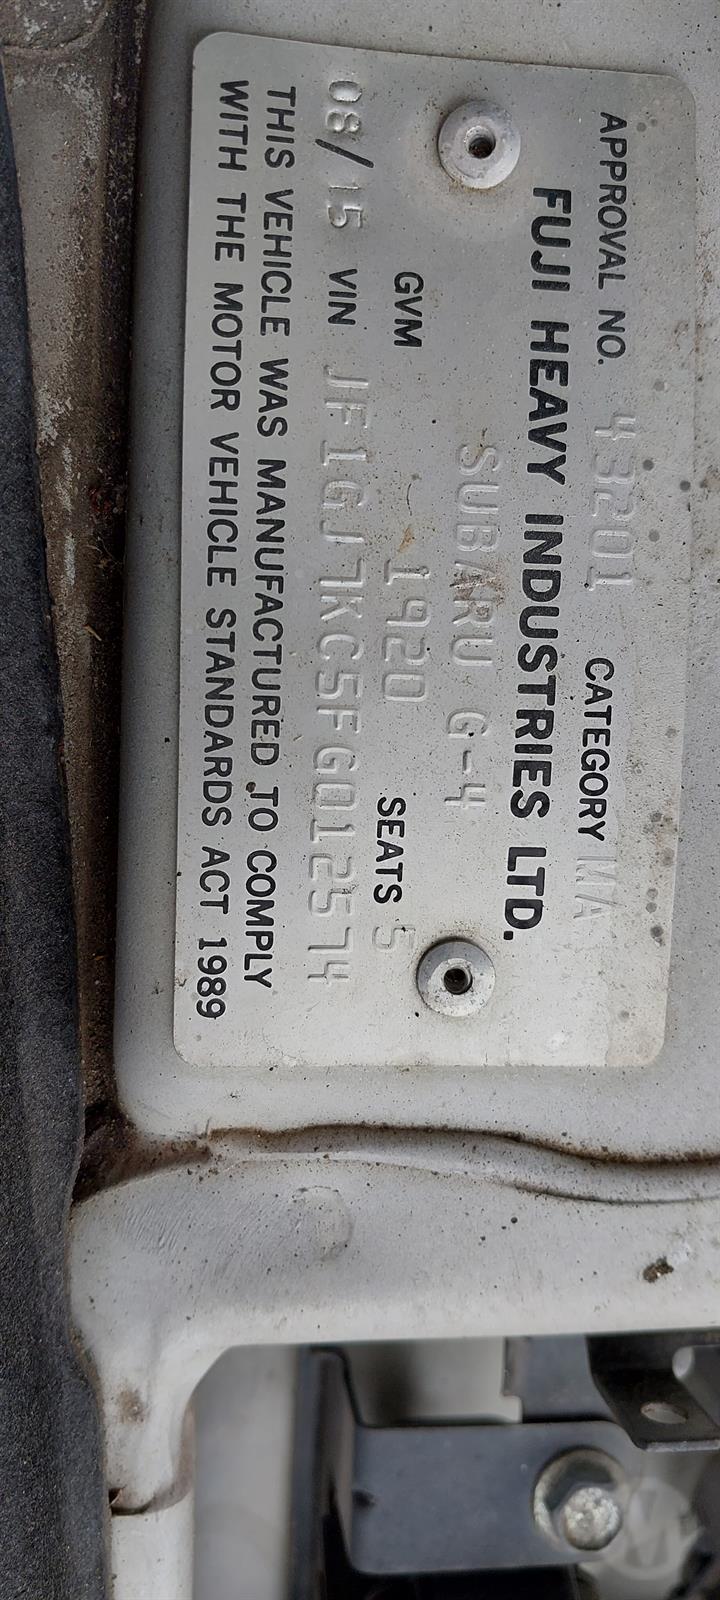 APPROVAL NO. 43201 CATEGORY MA
FUJI HEAVY INDUSTRIES LTD.
SUBARU G-4
GVM 1920 SEATS 5
08/15 VIN JF1GJ7KC5FG012574
THIS VEHICLE WAS MANUFACTURED TO COMPLY
WITH THE MOTOR VEHICLE STANDARDS ACT 1989